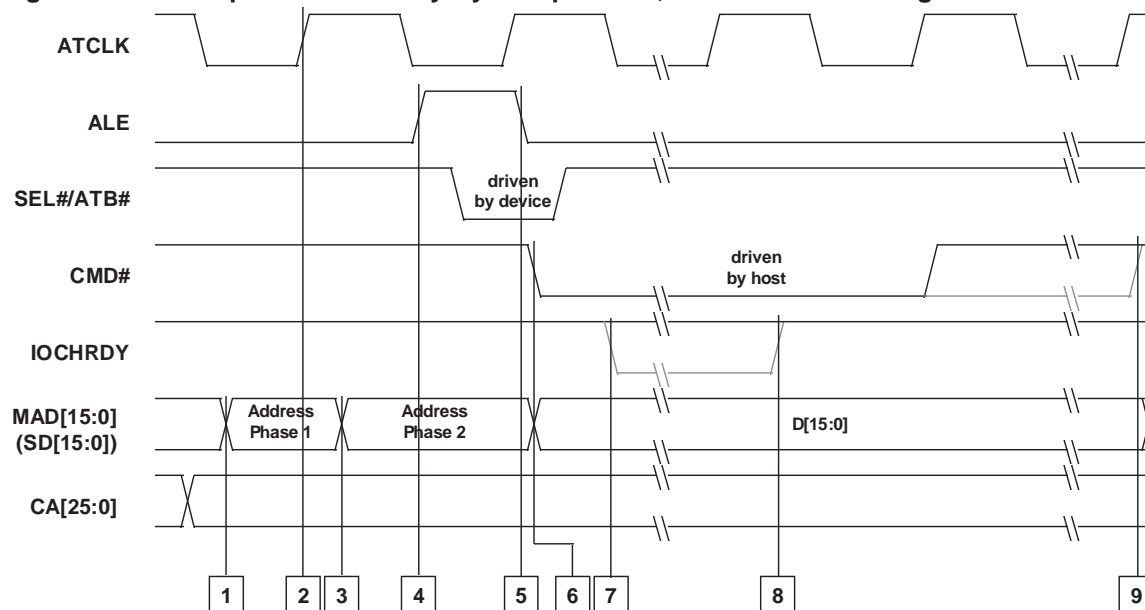 ATCLK
ALE
SEL#/ATB#
driven
by device
CMD#
driven
by host
IOCHRDY
MAD[15:0]
(SD[15:0])
Address
Phase 1
Address
Phase 2
D[15:0]
CA[25:0]
1 2 3 4 5 6 7 8 9